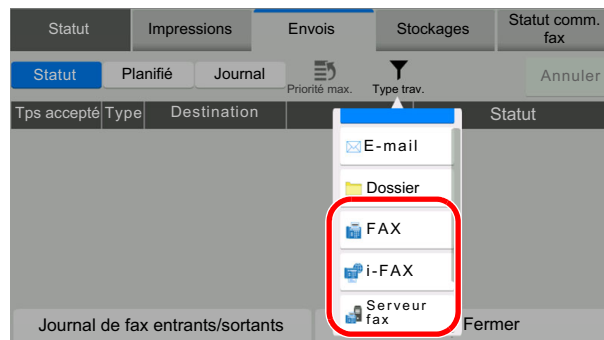 Statut Impressions Envois Stockages Statut comm.
fax
Statut Planifié Journal Priorité max. Type trav. Annuler
Tps accepté Type Destination Statut
E-mail
Dossier
FAX
i-FAX
Serveur
fax
Journal de fax entrants/sortants Fermer